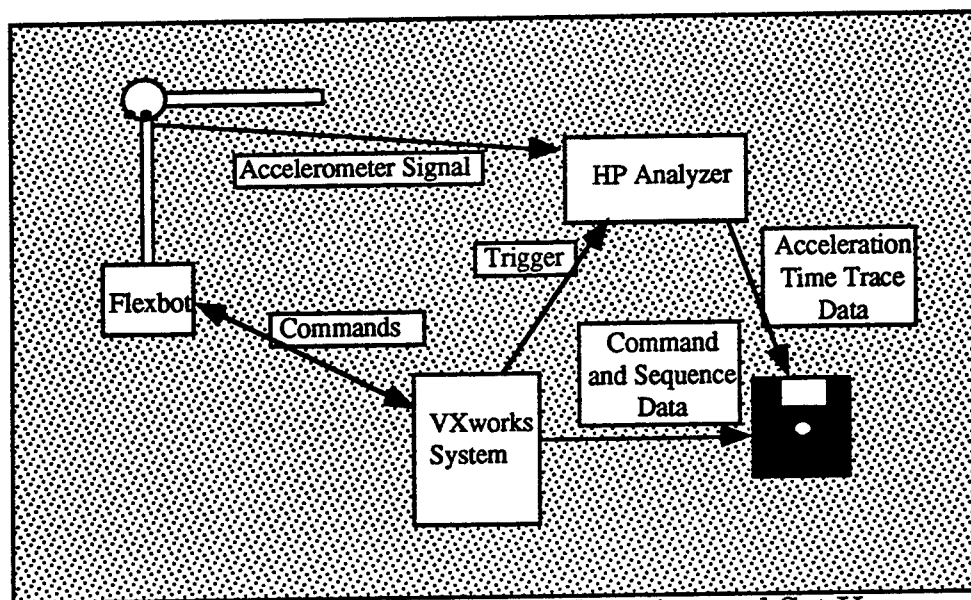 Accelerometer Signal
HP Analyzer
Trigger
Acceleration
Time Trace
Data
Flexbot
Commands
Command
and Sequence
Data
VXworks
System